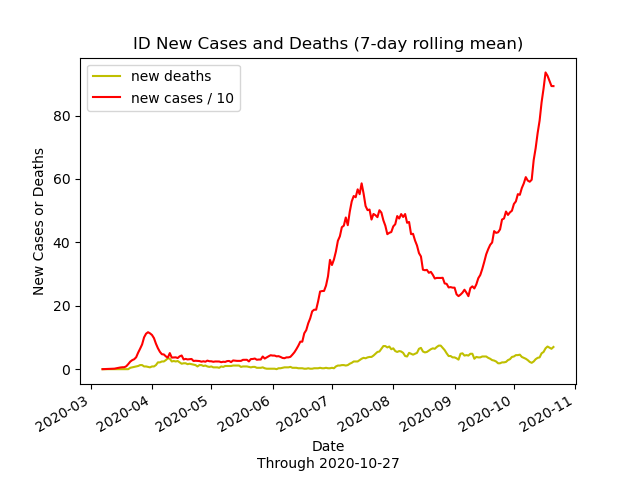 ID New Cases and Deaths (7-day rolling mean)
new deaths
new cases / 10
New Cases or Deaths
80
60
40
20
0
2020-03
2020-04
2020-05
2020-06
2020-07
2020-08
2020-09
2020-10
2020-11
Date
Through 2020-10-27